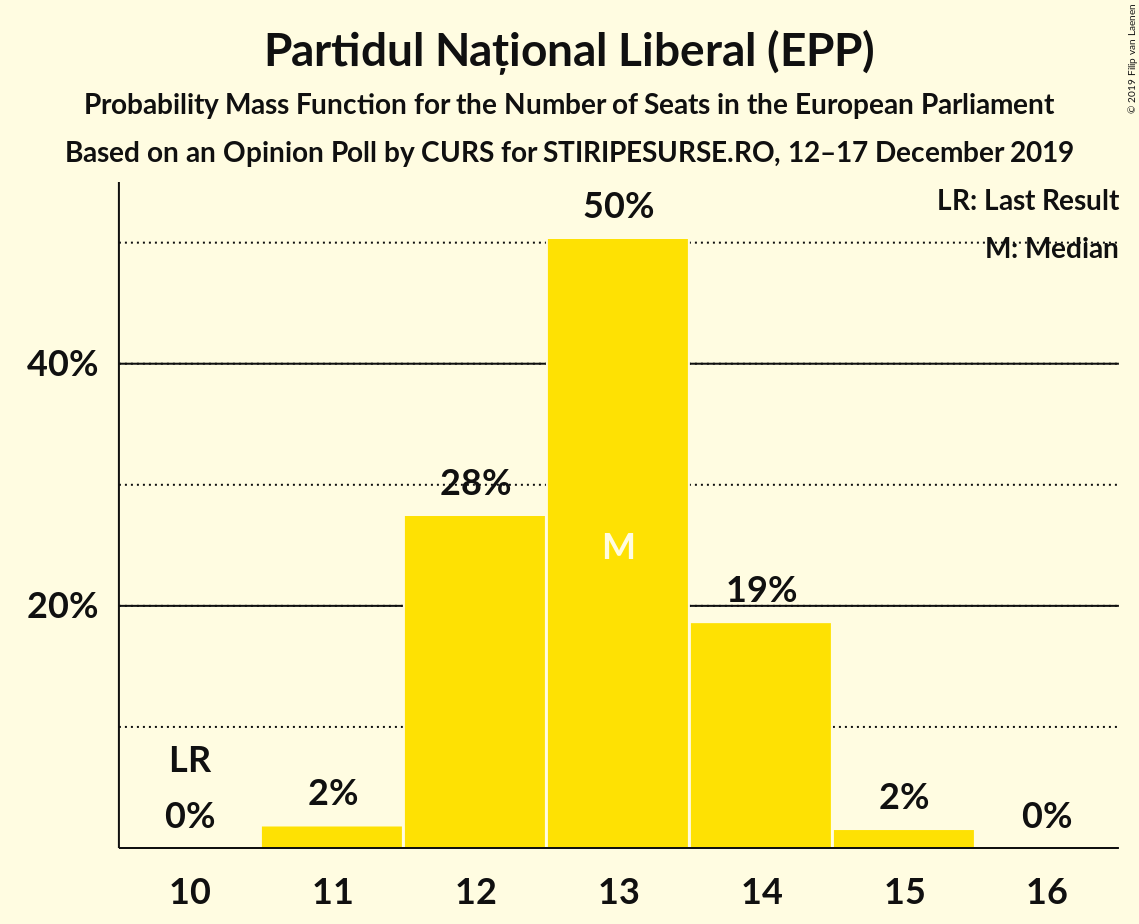 Partidul Național Liberal (EPP)
Probability Mass Function for the Number of Seats in the European Parliament
Based on an Opinion Poll by CURS for STIRIPESURSE.RO, 12–17 December 2019
© 2019 Filip van Laenen
LR: Last Result
M: Median
50%
40%
28%
M
20%
19%
LR
0%
2%
2%
0%
10 11 12 13 14 15 16